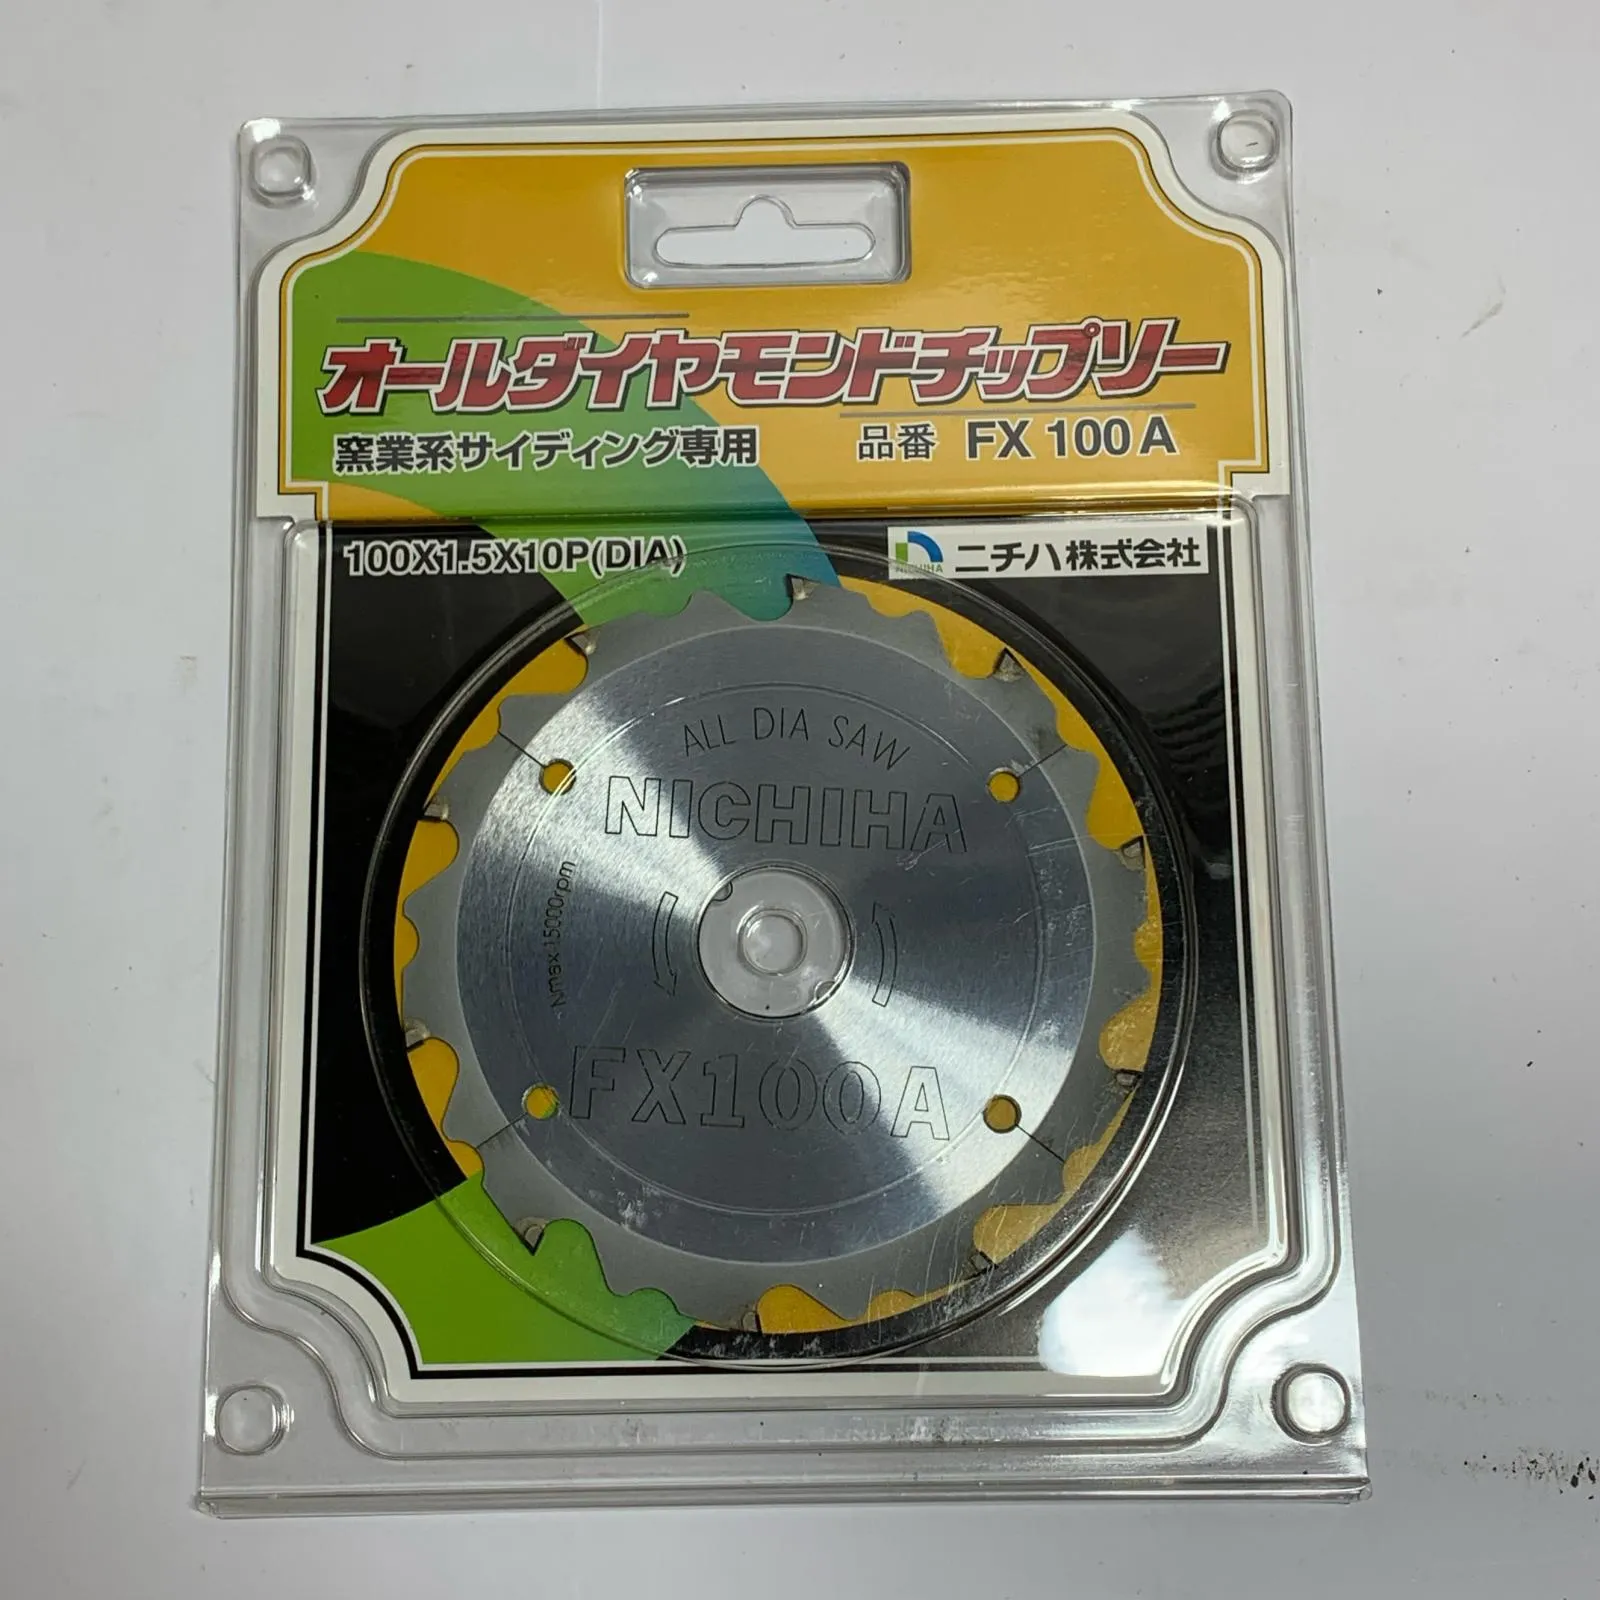 オールダイヤモンドチップソー
窯業系サイディング専用
品番 FX 100 A
100X1.5X10P(DIA)
NICHIHA
ニチハ株式会社
ALL DIA SAW
NICHIHA
Nmax 15000rpm
FX100A